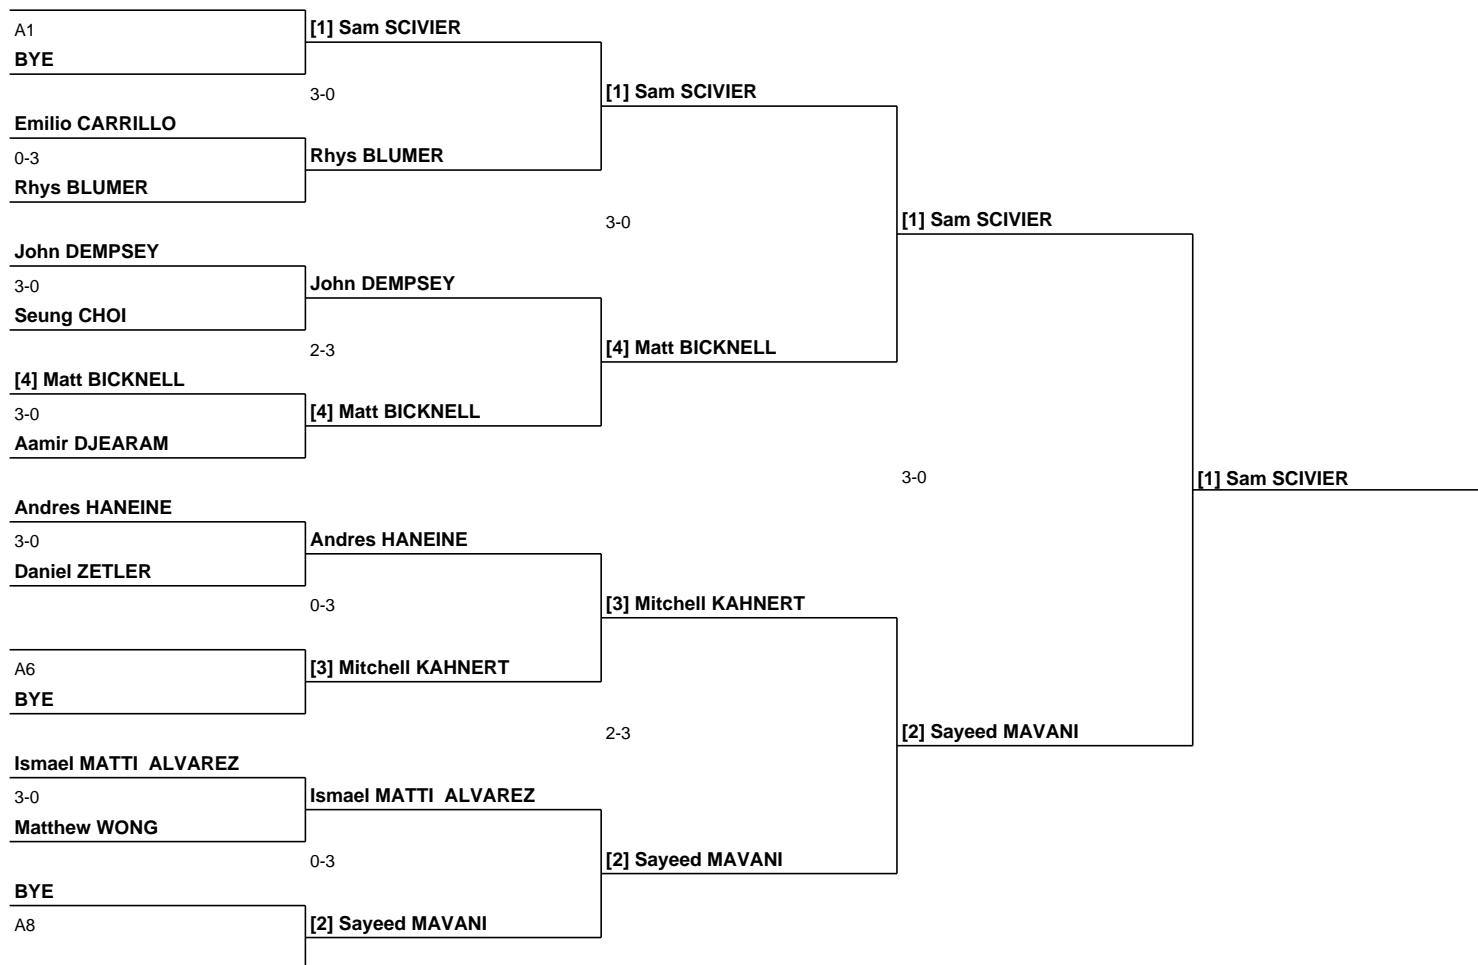 A1
BYE
Emilio CARRILLO
0-3
Rhys BLUMER
John DEMPSEY
3-0
Seung CHOI
[4] Matt BICKNELL
3-0
Aamir DJEARAM
Andres HANEINE
3-0
Daniel ZETLER
A6
BYE
Ismael MATTI  ALVAREZ
3-0
Matthew WONG
BYE
A8
[1] Sam SCIVIER
3-0
Rhys BLUMER
John DEMPSEY
2-3
[4] Matt BICKNELL
Andres HANEINE
0-3
[3] Mitchell KAHNERT
Ismael MATTI  ALVAREZ
0-3
[2] Sayeed MAVANI
[1] Sam SCIVIER
3-0
[4] Matt BICKNELL
[3] Mitchell KAHNERT
2-3
[2] Sayeed MAVANI
[1] Sam SCIVIER
3-0
[2] Sayeed MAVANI
[1] Sam SCIVIER